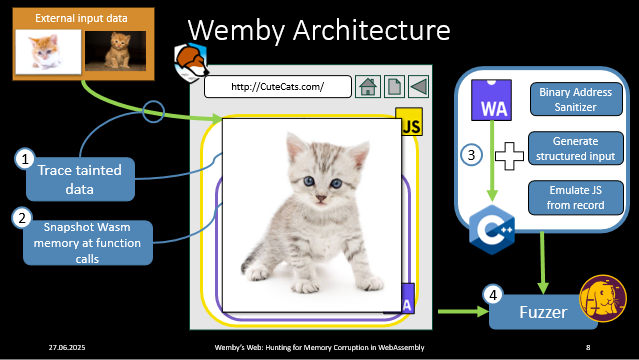 External input data
Wemby Architecture
http://CuteCats.com/
JS
WA
Binary Address
Sanitizer
1
Trace tainted
data
3
Generate
structured input
2
Snapshot Wasm
memory at function
calls
Emulate JS
from record
C++
A
4
Fuzzer
27.06.2025
Wemby's Web: Hunting for Memory Corruption in WebAssembly
8